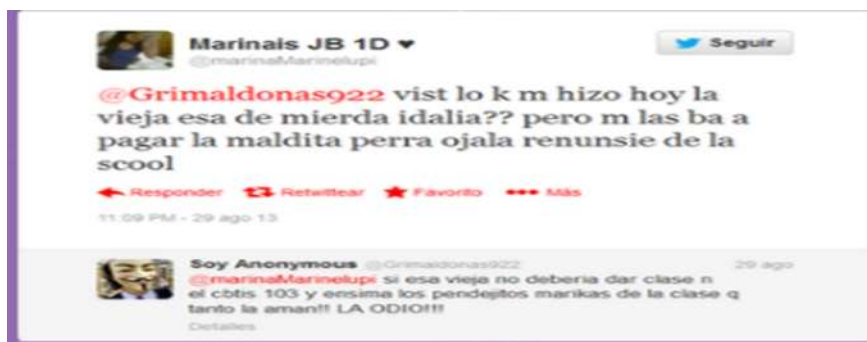 Marinais JB 1D ♥
Seguir
@marinaMarinelupi
@Grimaldonas922 vist lo k m hizo hoy la
vieja esa de mierda idalia?? pero m las ba a
pagar la maldita perra ojala renunsie de la
scool
Responder Retwittear Favorito Más
11:09 PM - 29 ago 13
Soy Anonymous @Grimaldonas922 29 ago
@marinaMarinelupi si esa vieja no deberia dar clase n
el cbtis 103 y ensima los pendejitos marikas de la clase q
tanto la aman!! LA ODIO!!!
Detalles